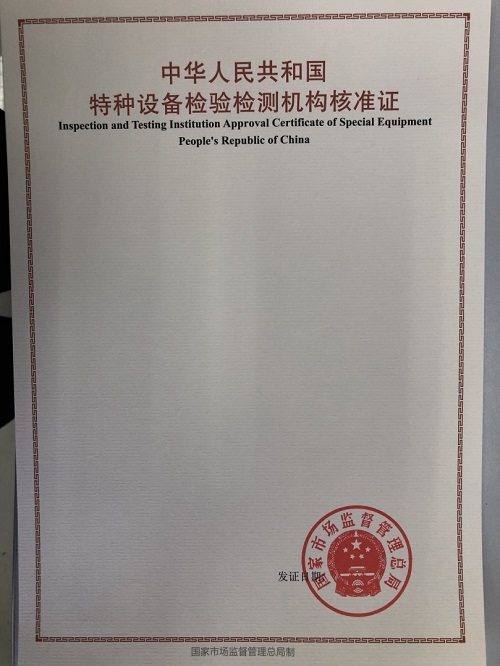 中华人民共和国
特种设备检验检测机构核准证
Inspection and Testing Institution Approval Certificate of Special Equipment
People's Republic of China
国家市场监督管理总局
发证日期
国家市场监督管理总局制